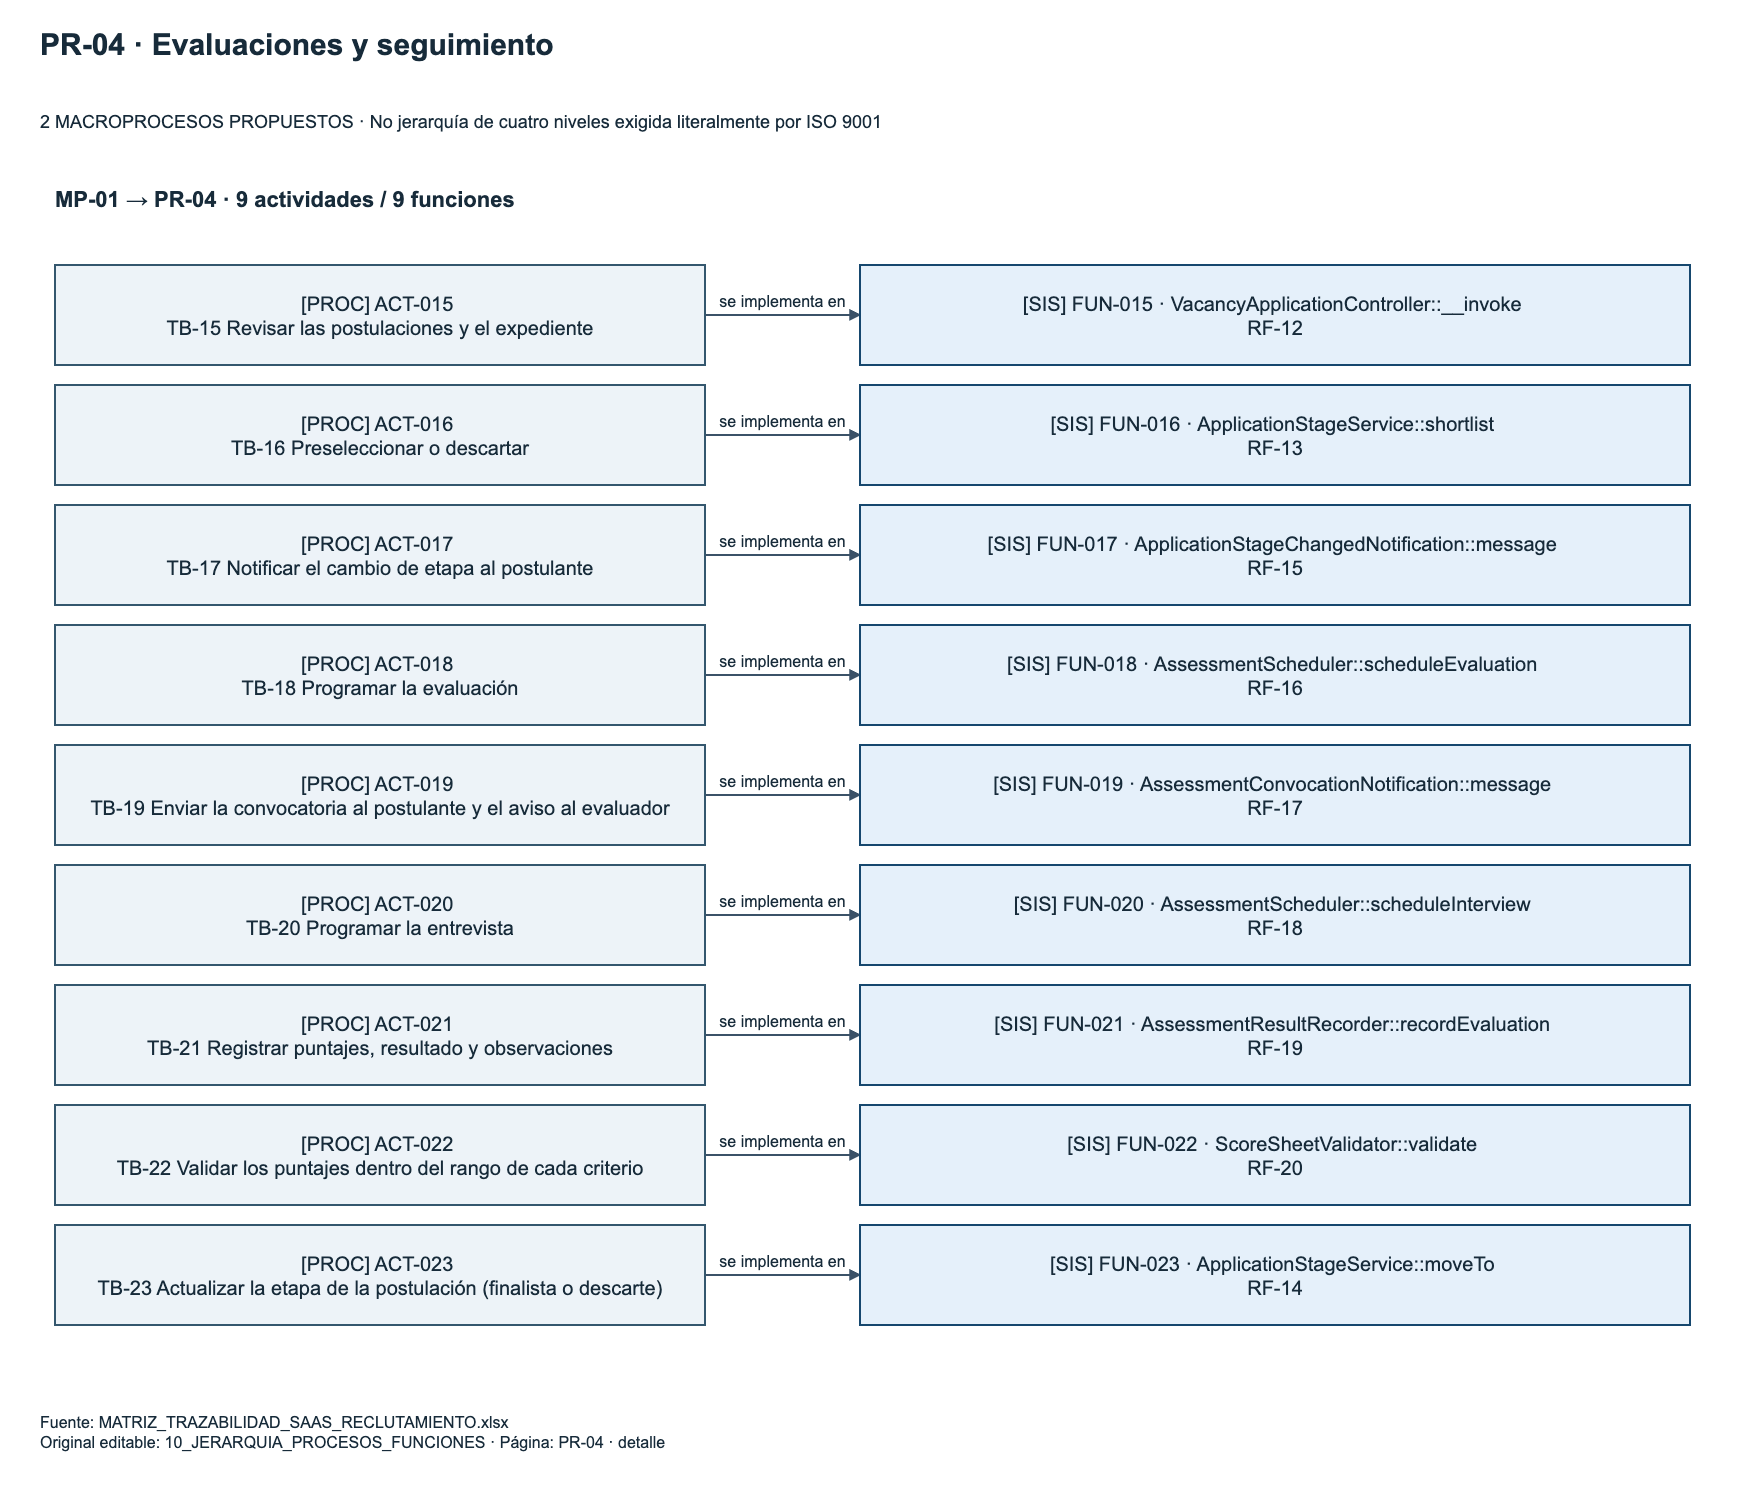 PR-04 · Evaluaciones y seguimiento
2 MACROPROCESOS PROPUESTOS · No jerarquía de cuatro niveles exigida literalmente por ISO 9001
MP-01 → PR-04 · 9 actividades / 9 funciones
[PROC] ACT-015
TB-15 Revisar las postulaciones y el expediente
se implementa en
[SIS] FUN-015 · VacancyApplicationController::__invoke
RF-12
[PROC] ACT-016
TB-16 Preseleccionar o descartar
se implementa en
[SIS] FUN-016 · ApplicationStageService::shortlist
RF-13
[PROC] ACT-017
TB-17 Notificar el cambio de etapa al postulante
se implementa en
[SIS] FUN-017 · ApplicationStageChangedNotification::message
RF-15
[PROC] ACT-018
TB-18 Programar la evaluación
se implementa en
[SIS] FUN-018 · AssessmentScheduler::scheduleEvaluation
RF-16
[PROC] ACT-019
TB-19 Enviar la convocatoria al postulante y el aviso al evaluador
se implementa en
[SIS] FUN-019 · AssessmentConvocationNotification::message
RF-17
[PROC] ACT-020
TB-20 Programar la entrevista
se implementa en
[SIS] FUN-020 · AssessmentScheduler::scheduleInterview
RF-18
[PROC] ACT-021
TB-21 Registrar puntajes, resultado y observaciones
se implementa en
[SIS] FUN-021 · AssessmentResultRecorder::recordEvaluation
RF-19
[PROC] ACT-022
TB-22 Validar los puntajes dentro del rango de cada criterio
se implementa en
[SIS] FUN-022 · ScoreSheetValidator::validate
RF-20
[PROC] ACT-023
TB-23 Actualizar la etapa de la postulación (finalista o descarte)
se implementa en
[SIS] FUN-023 · ApplicationStageService::moveTo
RF-14
Fuente: MATRIZ_TRAZABILIDAD_SAAS_RECLUTAMIENTO.xlsx
Original editable: 10_JERARQUIA_PROCESOS_FUNCIONES · Página: PR-04 · detalle